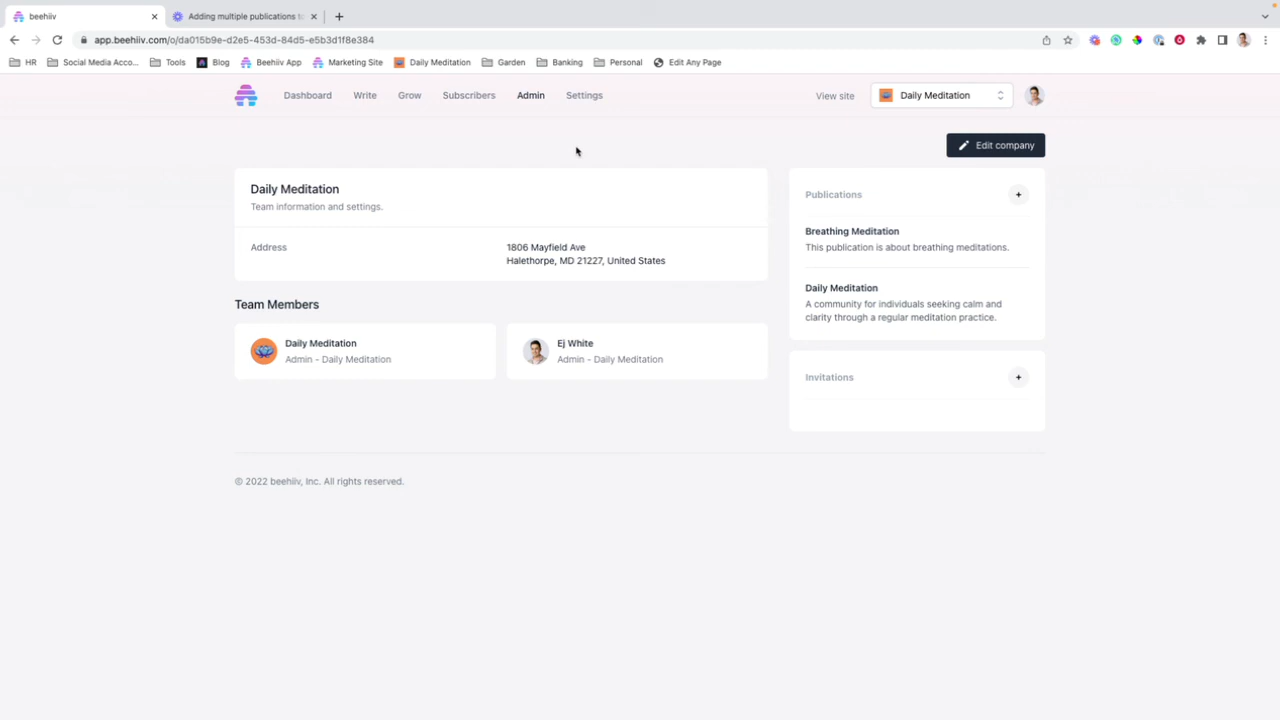 beehiiv
Adding multiple publications to
app.beehiiv.com/o/da015b9e-d2e5-453d-84d5-e5b3d1f8e384
HR
Social Media Acco...
Tools
Blog
Beehiiv App
Marketing Site
Daily Meditation
Garden
Banking
Personal
Edit Any Page
Dashboard
Write
Grow
Subscribers
Admin
Settings
View site
Daily Meditation
Edit company
Daily Meditation
Team information and settings.
Address
1806 Mayfield Ave
Halethorpe, MD 21227, United States
Team Members
Daily Meditation
Admin - Daily Meditation
Ej White
Admin - Daily Meditation
Publications
Breathing Meditation
This publication is about breathing meditations.
Daily Meditation
A community for individuals seeking calm and
clarity through a regular meditation practice.
Invitations
© 2022 beehiiv, Inc. All rights reserved.